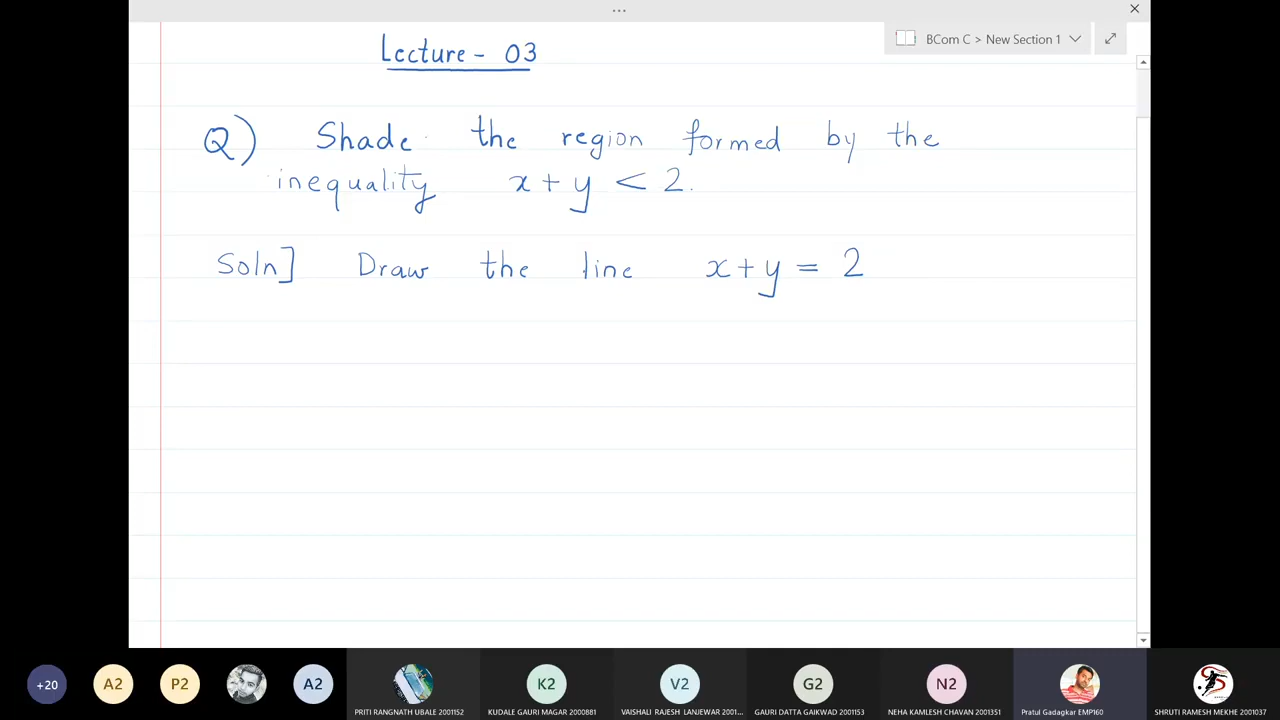 BCom C > New Section 1
Lecture - 03
Q) Shade the region formed by the
inequality x + y < 2.
Soln] Draw the line x + y = 2
+20
A2
P2
A2
K2
V2
G2
N2
PRITI RANGNATH UBALE 2001152
KUDALE GAURI MAGAR 2000881
VAISHALI RAJESH LANJEWAR 2001...
GAURI DATTA GAIKWAD 2001153
NEHA KAMLESH CHAVAN 2001351
Pratul Gadagkar EMP160
SHRUTI RAMESH MEKHE 2001037